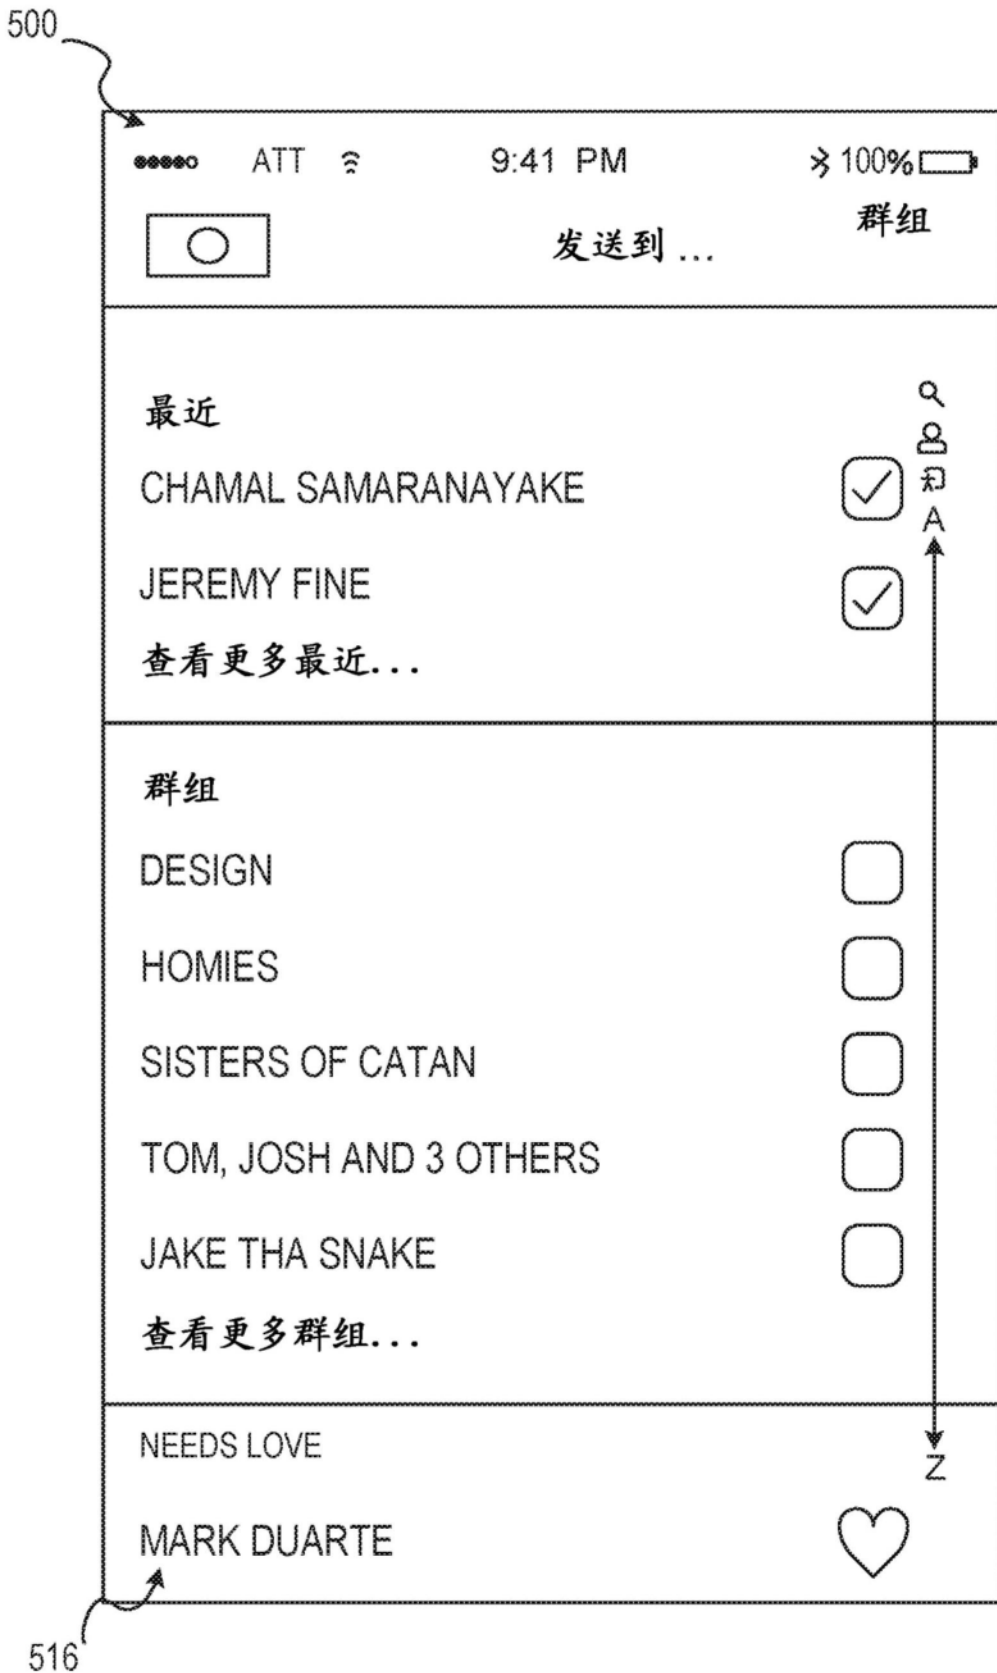 500
ATT 9:41 PM 100%
群组
发送到 ...
最近
CHAMAL SAMARANAYAKE
A
JEREMY FINE
查看更多最近...
群组
DESIGN
HOMIES
SISTERS OF CATAN
TOM, JOSH AND 3 OTHERS
JAKE THA SNAKE
查看更多群组...
NEEDS LOVE
Z
MARK DUARTE
516